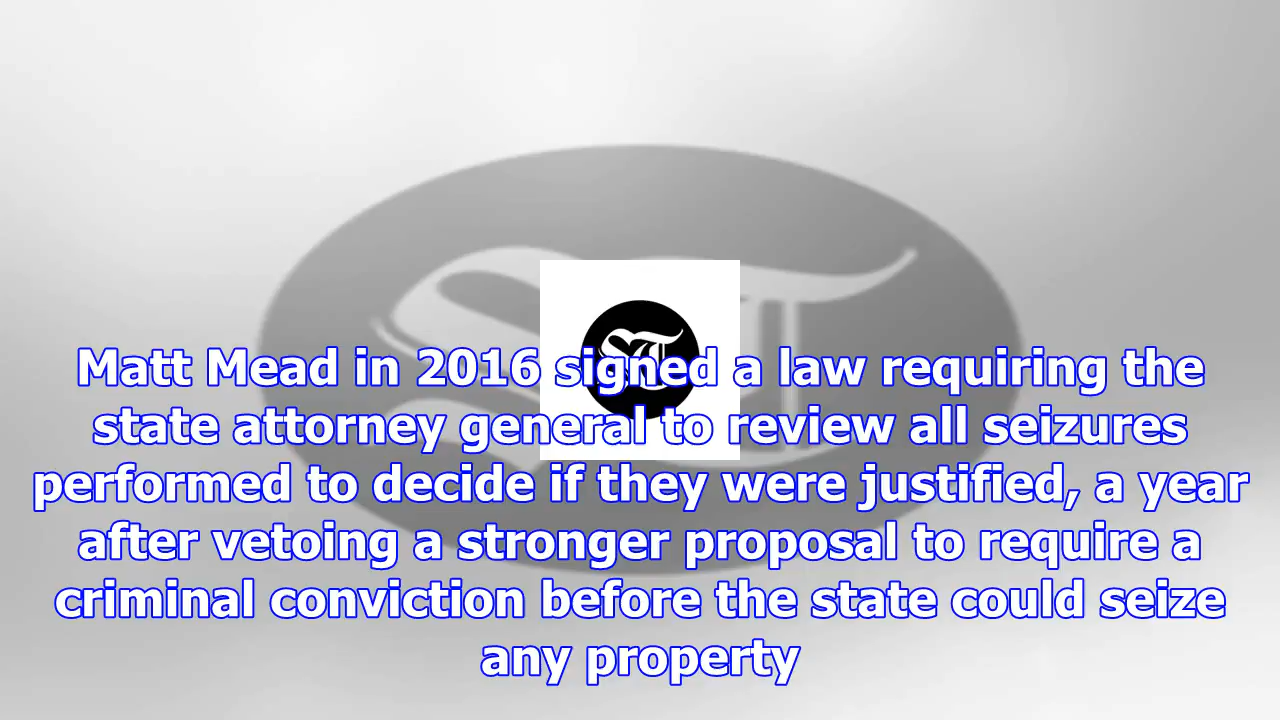 ST
Matt Mead in 2016 signed a law requiring the
state attorney general to review all seizures
performed to decide if they were justified, a year
after vetoing a stronger proposal to require a
criminal conviction before the state could seize
any property